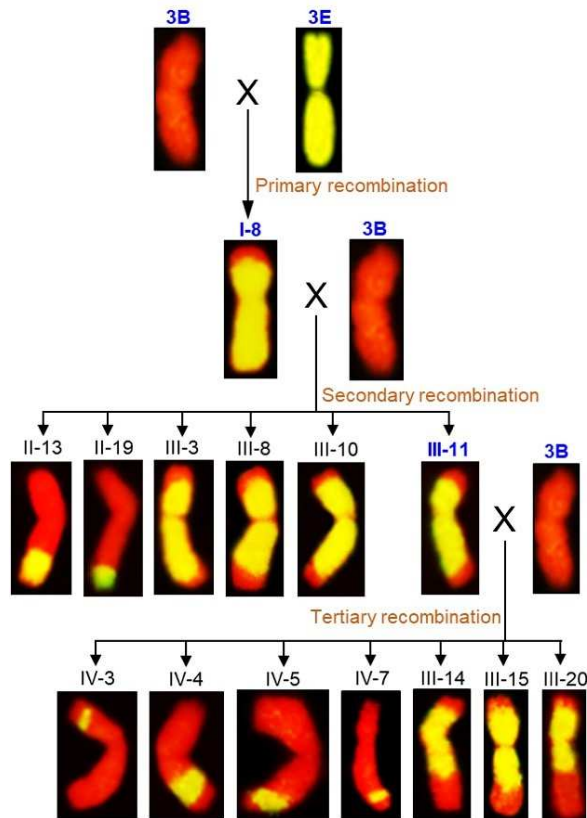 3B 3E
X
Primary recombination
I-8 3B
X
Secondary recombination
II-13 II-19 III-3 III-8 III-10 III-11 3B
X
Tertiary recombination
IV-3 IV-4 IV-5 IV-7 III-14 III-15 III-20